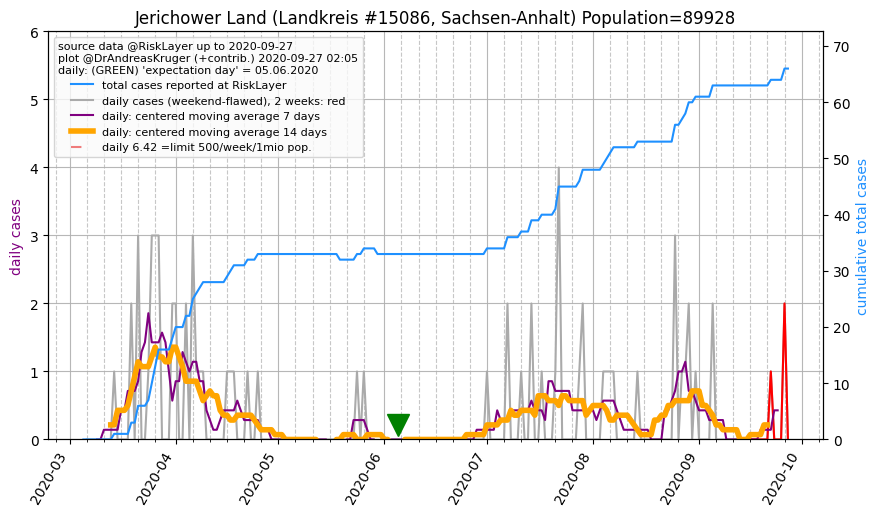 Jerichower Land (Landkreis #15086, Sachsen-Anhalt) Population=89928
source data @RiskLayer up to 2020-09-27
plot @DrAndreasKruger (+contrib.) 2020-09-27 02:05
daily: (GREEN) 'expectation day' = 05.06.2020
total cases reported at RiskLayer
daily cases (weekend-flawed), 2 weeks: red
daily: centered moving average 7 days
daily: centered moving average 14 days
daily 6.42 =limit 500/week/1mio pop.
daily cases
6
5
4
3
2
1
0
cumulative total cases
70
60
50
40
30
20
10
0
2020-03
2020-04
2020-05
2020-06
2020-07
2020-08
2020-09
2020-10